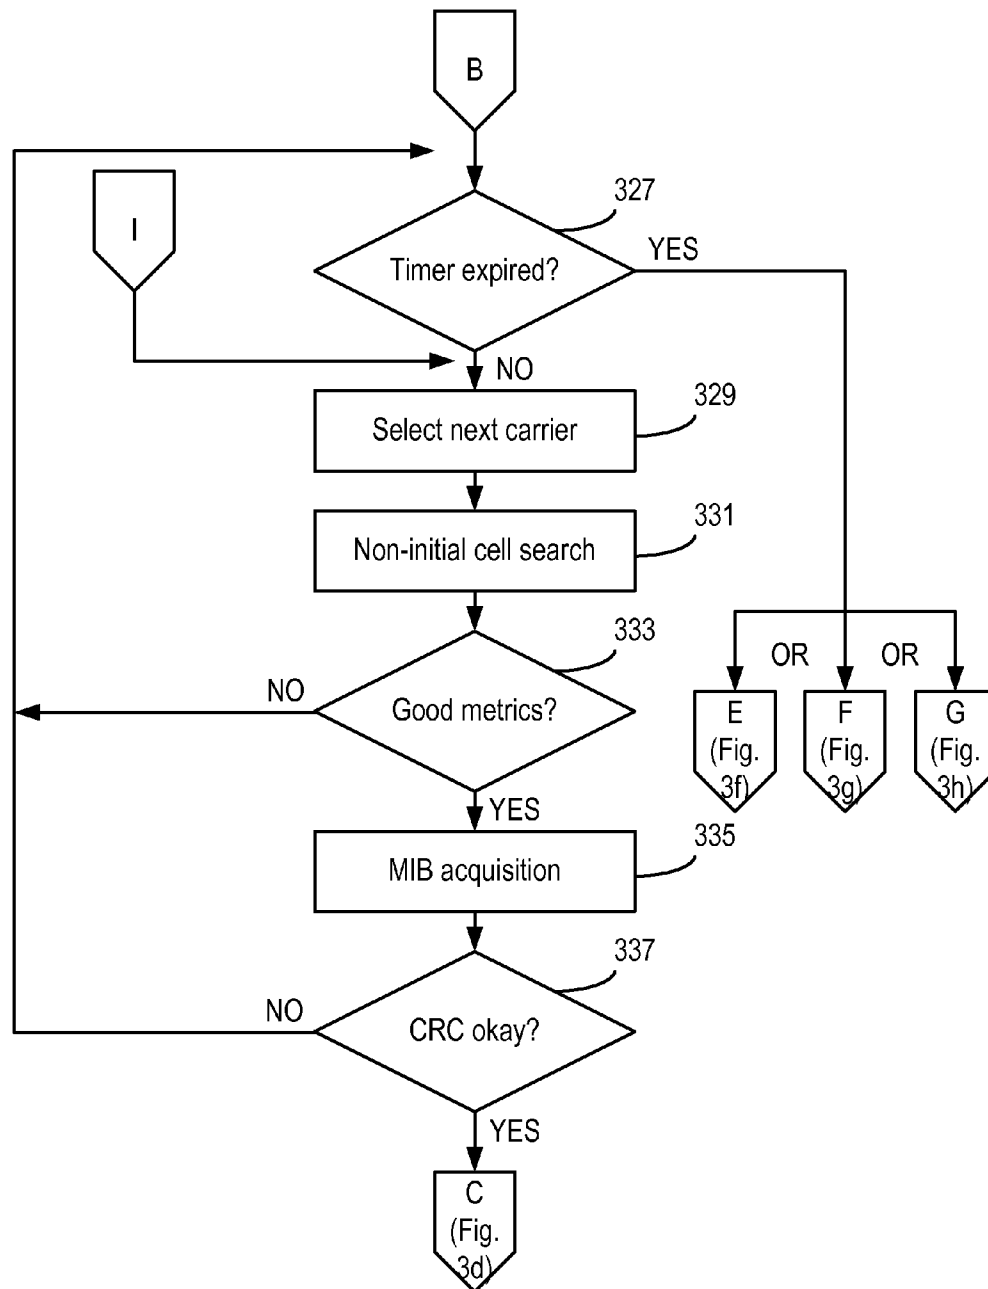 B
327
I
Timer expired?
YES
NO
329
Select next carrier
331
Non-initial cell search
333
NO
Good metrics?
OR
OR
E
(Fig.
3f)
F
(Fig.
3g)
G
(Fig.
3h)
YES
335
MIB acquisition
337
NO
CRC okay?
YES
C
(Fig.
3d)